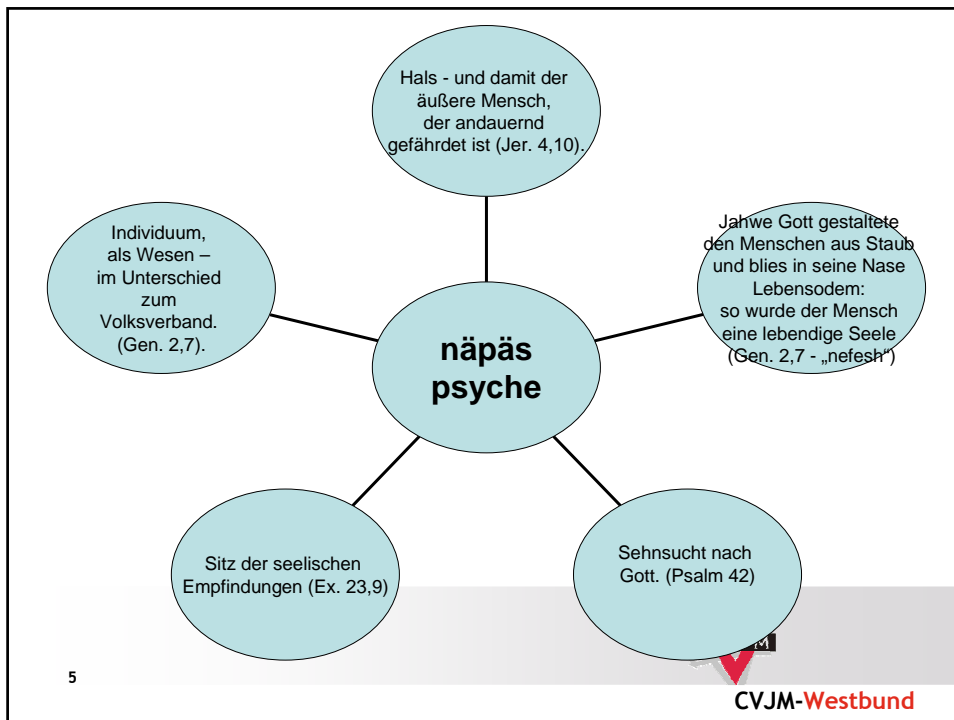 Hals - und damit der
äußere Mensch,
der andauernd
gefährdet ist (Jer. 4,10).
Individuum,
als Wesen –
im Unterschied
zum
Volksverband.
(Gen. 2,7).
Jahwe Gott gestaltete
den Menschen aus Staub
und blies in seine Nase
Lebensodem:
so wurde der Mensch
eine lebendige Seele
(Gen. 2,7 - „nefesh“)
näpäs
psyche
Sitz der seelischen
Empfindungen (Ex. 23,9)
Sehnsucht nach
Gott. (Psalm 42)
M
5
CVJM-Westbund